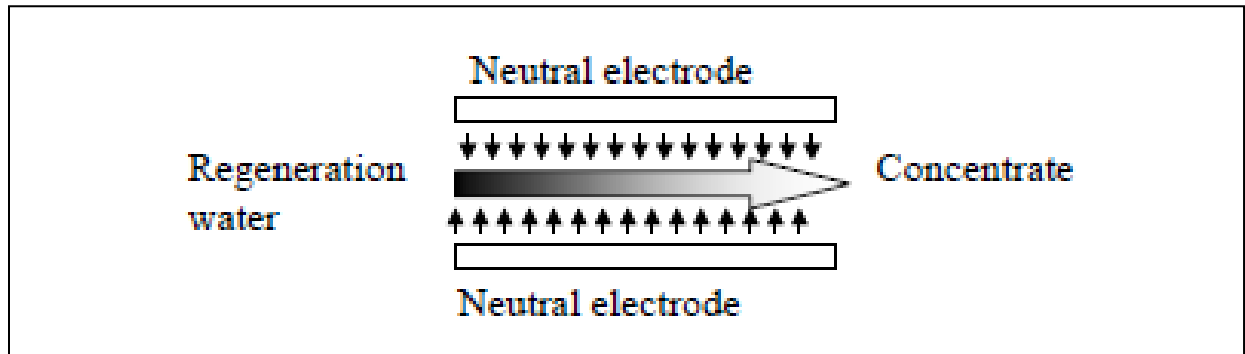 Neutral electrode
Regeneration
water
Concentrate
Neutral electrode